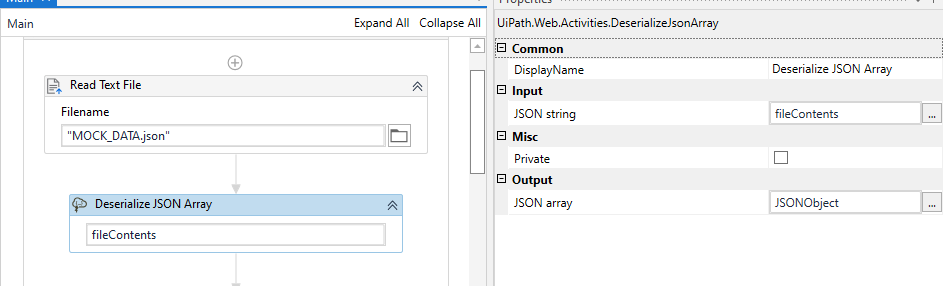 Main
Expand All Collapse All
Read Text File
Filename
"MOCK_DATA.json"
Deserialize JSON Array
fileContents
Properties
UiPath.Web.Activities.DeserializeJsonArray
Common
DisplayName Deserialize JSON Array
Input
JSON string fileContents ...
Misc
Private
Output
JSON array JSONObject ...